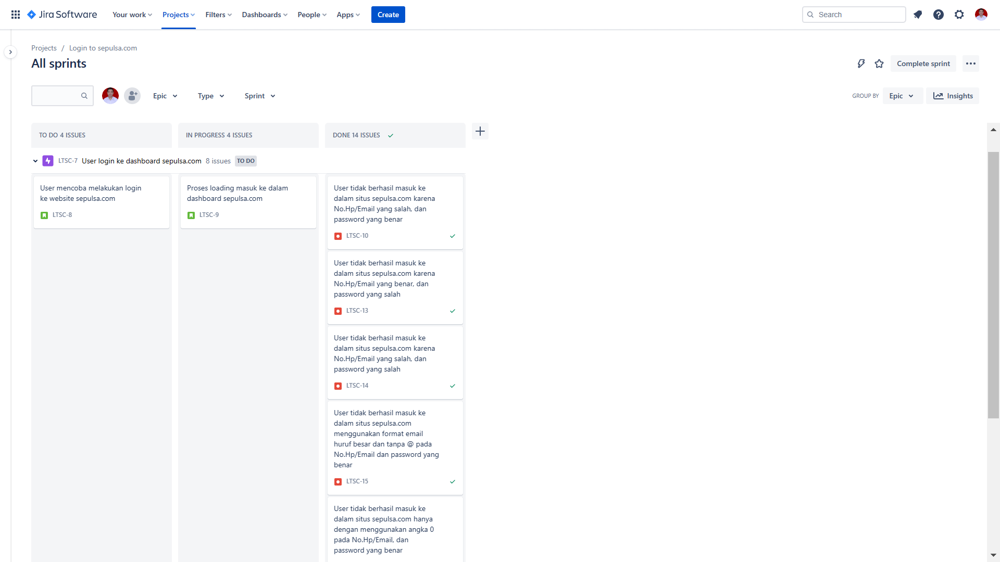 Jira Software
Your work
Projects
Filters
Dashboards
People
Apps
Create
Search
Projects / Login to sepulsa.com
All sprints
Complete sprint
Epic
Type
Sprint
GROUP BY
Epic
Insights
TO DO 4 ISSUES
IN PROGRESS 4 ISSUES
DONE 14 ISSUES
LTSC-7 User login ke dashboard sepulsa.com 8 issues TO DO
User mencoba melakukan login
ke website sepulsa.com
LTSC-8
Proses loading masuk ke dalam
dashboard sepulsa.com
LTSC-9
User tidak berhasil masuk ke
dalam situs sepulsa.com karena
No.Hp/Email yang salah, dan
password yang benar
LTSC-10
User tidak berhasil masuk ke
dalam situs sepulsa.com karena
No.Hp/Email yang benar, dan
password yang salah
LTSC-13
User tidak berhasil masuk ke
dalam situs sepulsa.com karena
No.Hp/Email yang salah, dan
password yang salah
LTSC-14
User tidak berhasil masuk ke
dalam situs sepulsa.com
menggunakan format email
huruf besar dan tanpa @ pada
No.Hp/Email dan password yang
benar
LTSC-15
User tidak berhasil masuk ke
dalam situs sepulsa.com hanya
dengan menggunakan angka 0
pada No.Hp/Email, dan
password yang benar